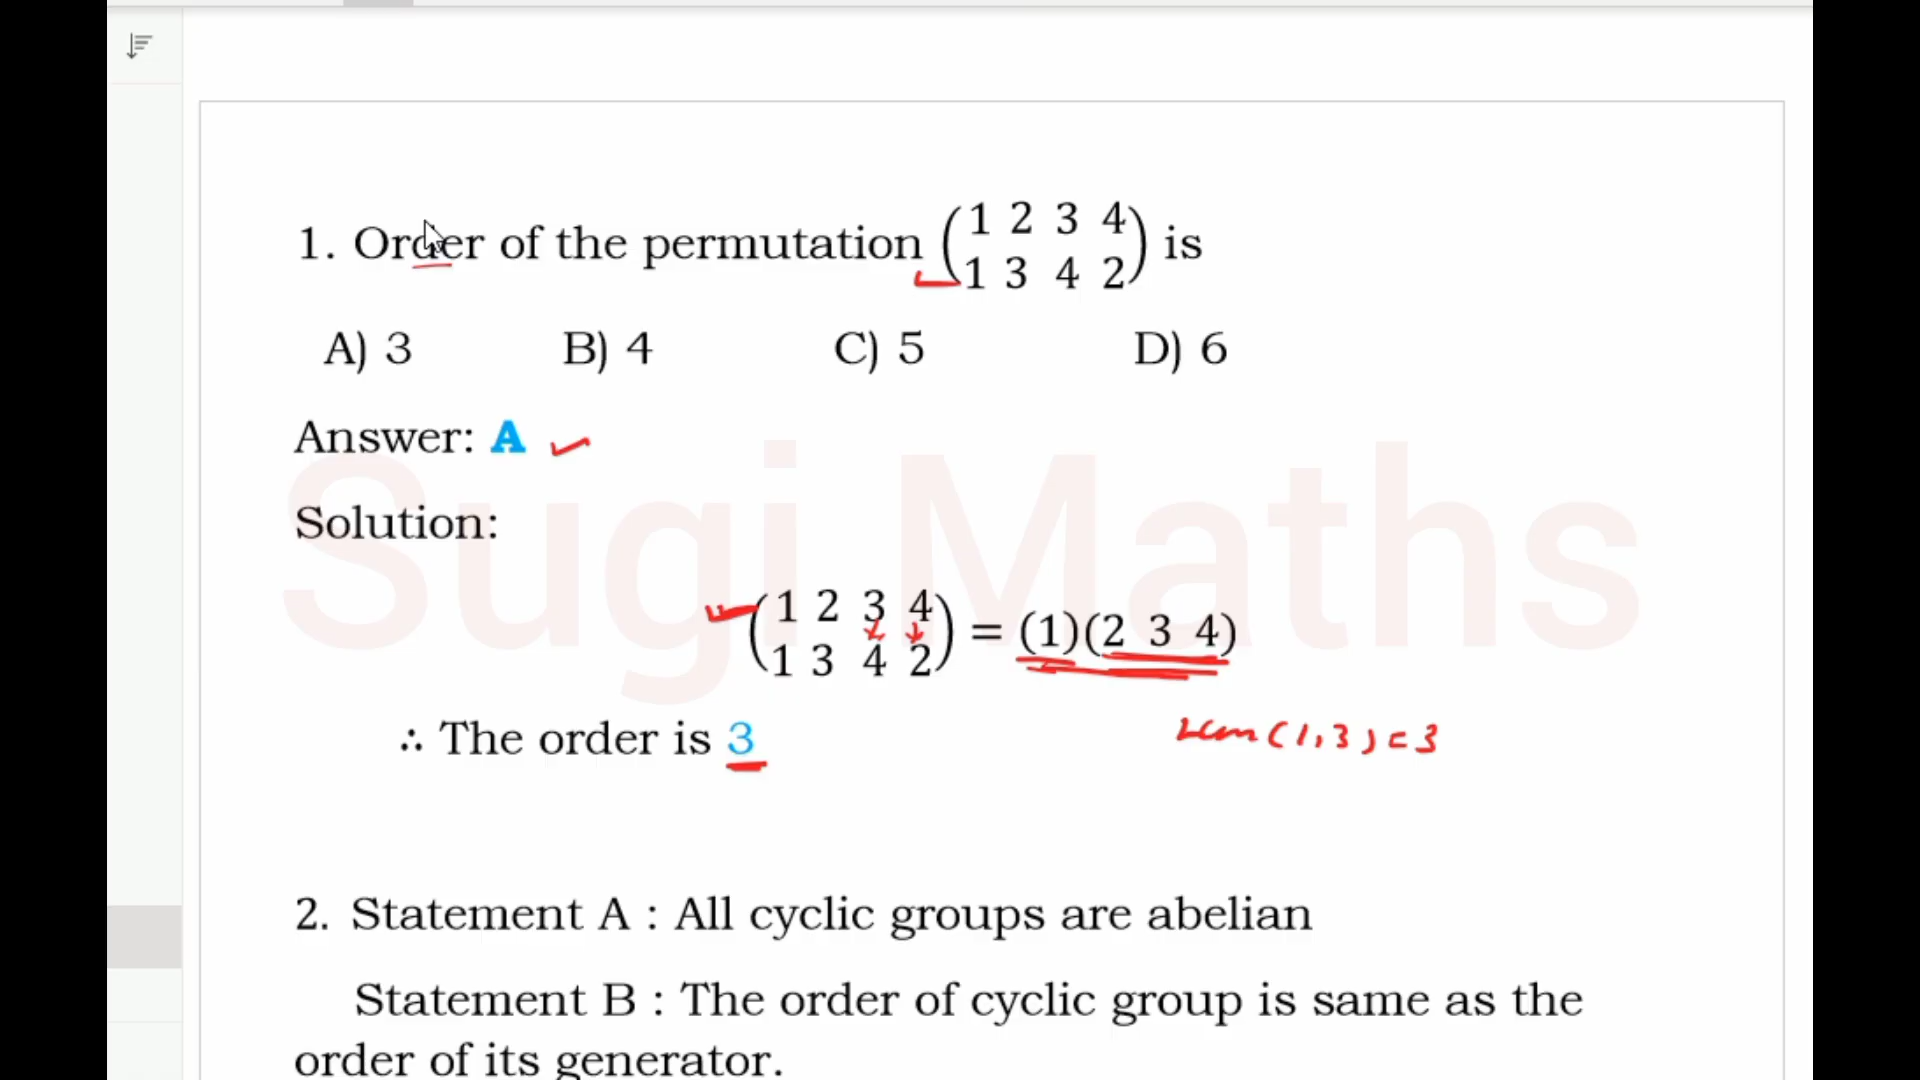 1. Order of the permutation (1 2 3 4 / 1 3 4 2) is
A) 3 B) 4 C) 5 D) 6
Answer: A
Sugi Maths
Solution:
(1 2 3 4 / 1 3 4 2) = (1)(2 3 4)
∴ The order is 3
Lcm (1,3) = 3
2. Statement A : All cyclic groups are abelian
Statement B : The order of cyclic group is same as the
order of its generator.